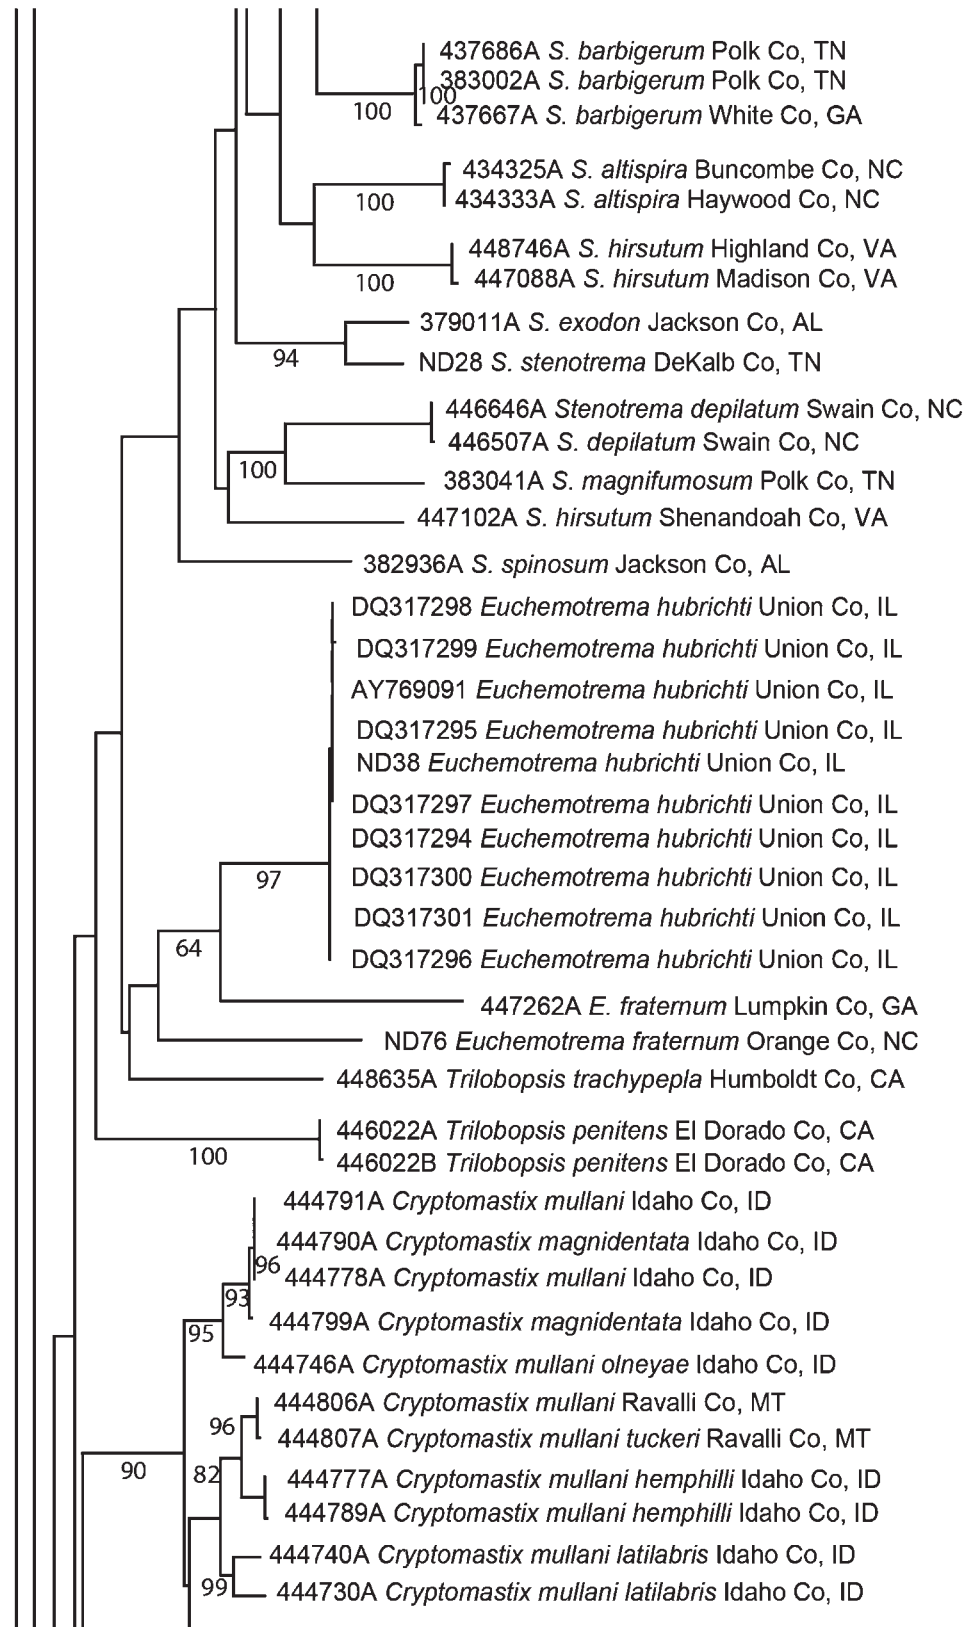 437686A S. barbigerum Polk Co, TN
383002A S. barbigerum Polk Co, TN
100
100
437667A S. barbigerum White Co, GA
434325A S. altispira Buncombe Co, NC
100
434333A S. altispira Haywood Co, NC
448746A S. hirsutum Highland Co, VA
100
447088A S. hirsutum Madison Co, VA
379011A S. exodon Jackson Co, AL
94
ND28 S. stenotrema DeKalb Co, TN
446646A Stenotrema depilatum Swain Co, NC
446507A S. depilatum Swain Co, NC
100
383041A S. magnifumosum Polk Co, TN
447102A S. hirsutum Shenandoah Co, VA
382936A S. spinosum Jackson Co, AL
DQ317298 Euchemotrema hubrichti Union Co, IL
DQ317299 Euchemotrema hubrichti Union Co, IL
AY769091 Euchemotrema hubrichti Union Co, IL
DQ317295 Euchemotrema hubrichti Union Co, IL
ND38 Euchemotrema hubrichti Union Co, IL
DQ317297 Euchemotrema hubrichti Union Co, IL
DQ317294 Euchemotrema hubrichti Union Co, IL
97
DQ317300 Euchemotrema hubrichti Union Co, IL
DQ317301 Euchemotrema hubrichti Union Co, IL
64
DQ317296 Euchemotrema hubrichti Union Co, IL
447262A E. fraternum Lumpkin Co, GA
ND76 Euchemotrema fraternum Orange Co, NC
448635A Trilobopsis trachypepla Humboldt Co, CA
446022A Trilobopsis penitens El Dorado Co, CA
100
446022B Trilobopsis penitens El Dorado Co, CA
444791A Cryptomastix mullani Idaho Co, ID
444790A Cryptomastix magnidentata Idaho Co, ID
96
444778A Cryptomastix mullani Idaho Co, ID
93
444799A Cryptomastix magnidentata Idaho Co, ID
95
444746A Cryptomastix mullani olneyae Idaho Co, ID
444806A Cryptomastix mullani Ravalli Co, MT
96
444807A Cryptomastix mullani tuckeri Ravalli Co, MT
90
82
444777A Cryptomastix mullani hemphilli Idaho Co, ID
444789A Cryptomastix mullani hemphilli Idaho Co, ID
444740A Cryptomastix mullani latilabris Idaho Co, ID
99
444730A Cryptomastix mullani latilabris Idaho Co, ID